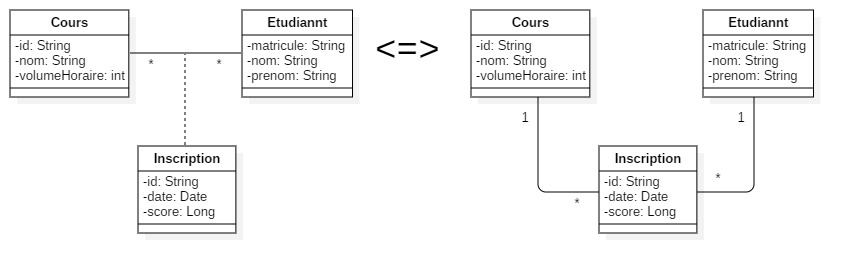 Cours
-id: String
-nom: String
-volumeHoraire: int
*
*
Etudiannt
-matricule: String
-nom: String
-prenom: String
Inscription
-id: String
-date: Date
-score: Long
<=>
Cours
-id: String
-nom: String
-volumeHoraire: int
1
*
Etudiannt
-matricule: String
-nom: String
-prenom: String
1
*
Inscription
-id: String
-date: Date
-score: Long